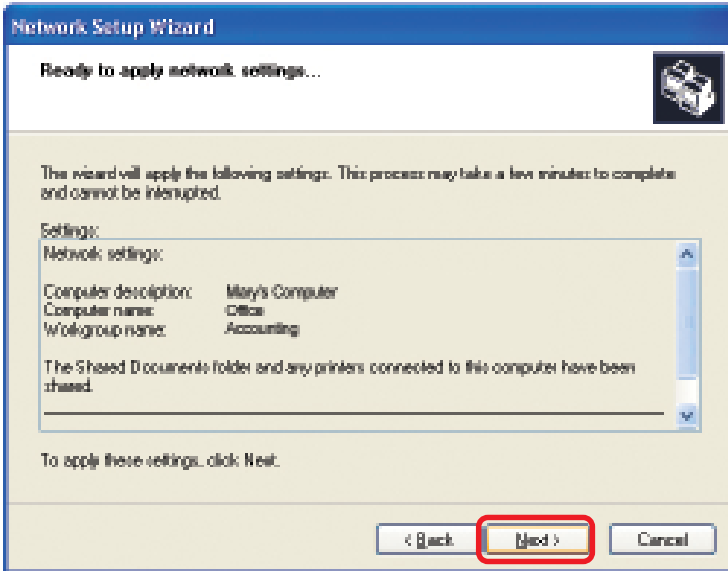 Network Setup Wizard
Ready to apply network settings...
The wizard will apply the following settings. This process may take a few minutes to complete
and cannot be interrupted.
Settings:
Network settings:
Computer description: Mary's Computer
Computer name: Office
Workgroup name: Accounting
The Shared Documents folder and any printers connected to this computer have been
shared.
To apply these settings, click Next.
< Back Next > Cancel